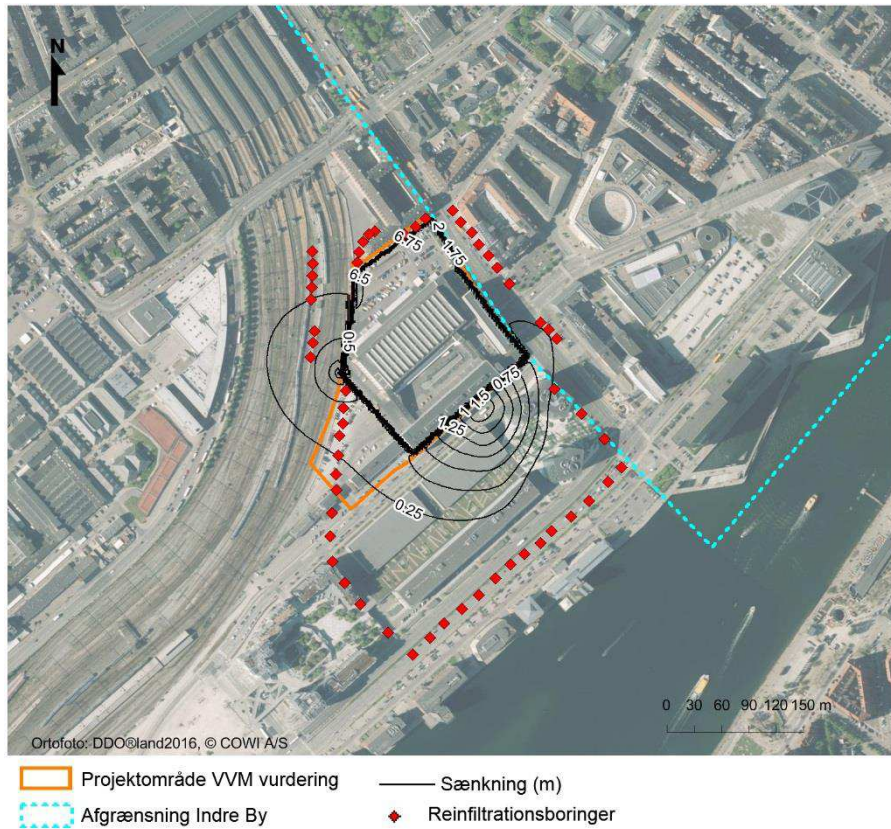 N
2
6.75
1.75
6.5
0.5
0.75
1.5
1
1.25
0.25
0 30 60 90 120 150 m
Ortofoto: DDO®land2016, © COWI A/S
Projektområde VVM vurdering
Sænkning (m)
Afgrænsning Indre By
Reinfiltrationsboringer